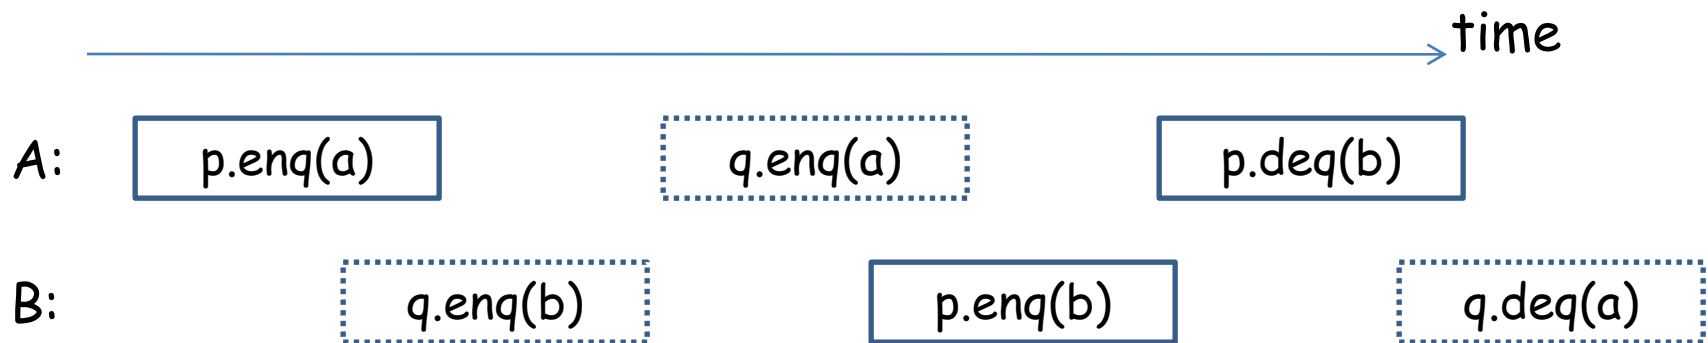 time
A: p.enq(a) q.enq(a) p.deq(b)
B: q.enq(b) p.enq(b) q.deq(a)